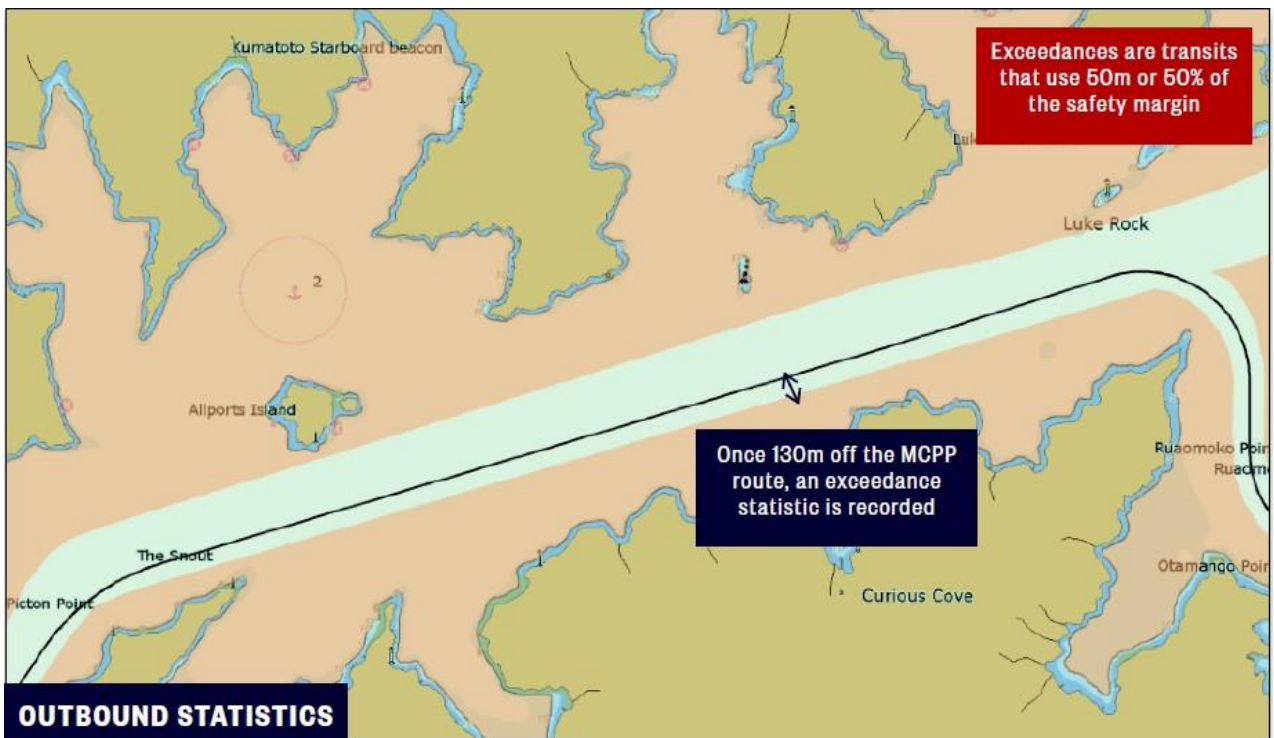 Kumatoto Starboard beacon
Exceedances are transits
that use 50m or 50% of
the safety margin
Luke Rock
2
Allports Island
Once 130m off the MCPP
route, an exceedance
statistic is recorded
Ruaomoko Poin
The Snout
Otamango Poin
Picton Point
Curious Cove
OUTBOUND STATISTICS